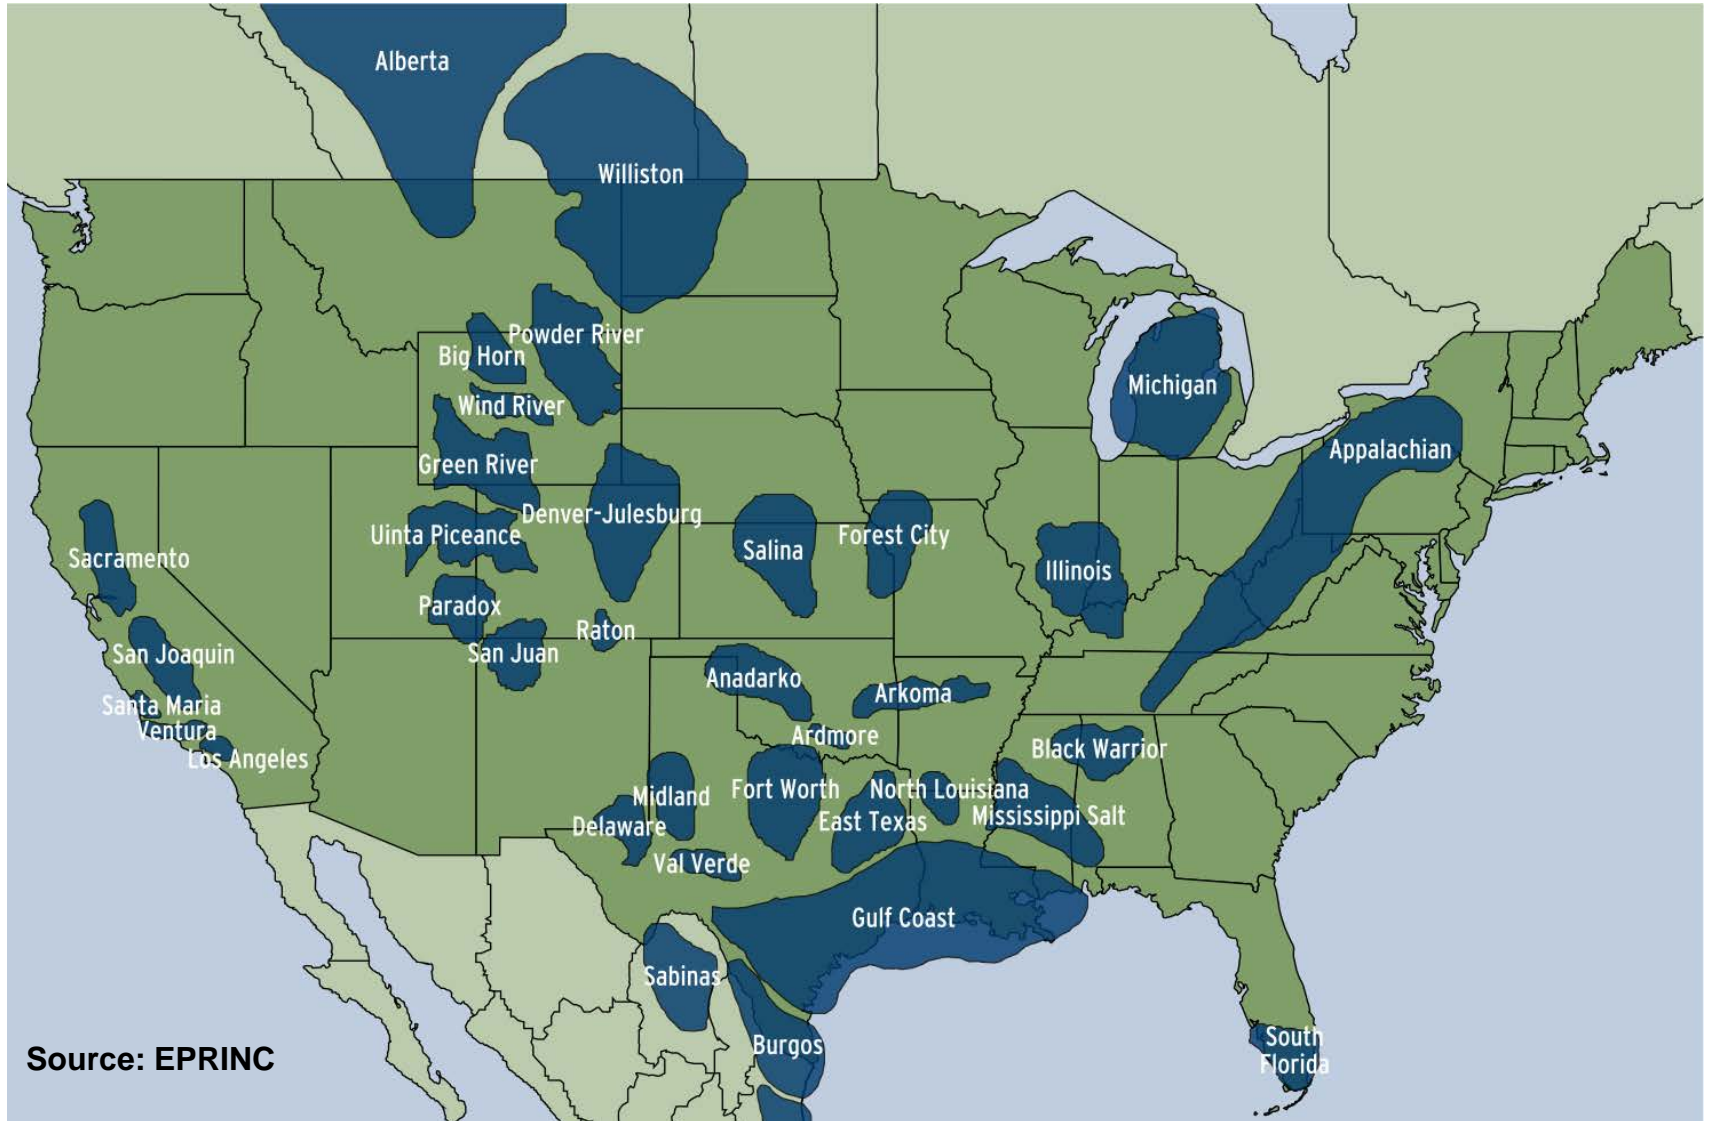 Alberta
Williston
Powder River
Big Horn
Michigan
Wind River
Appalachian
Green River
Denver-Julesburg
Uinta Piceance
Forest City
Salina
Sacramento
Illinois
Paradox
Raton
San Juan
San Joaquin
Anadarko
Arkoma
Santa Maria
Ventura
Ardmore
Black Warrior
Los Angeles
Fort Worth
North Louisiana
Midland
Mississippi Salt
East Texas
Delaware
Val Verde
Gulf Coast
Sabinas
South
Florida
Burgos
Source: EPRINC